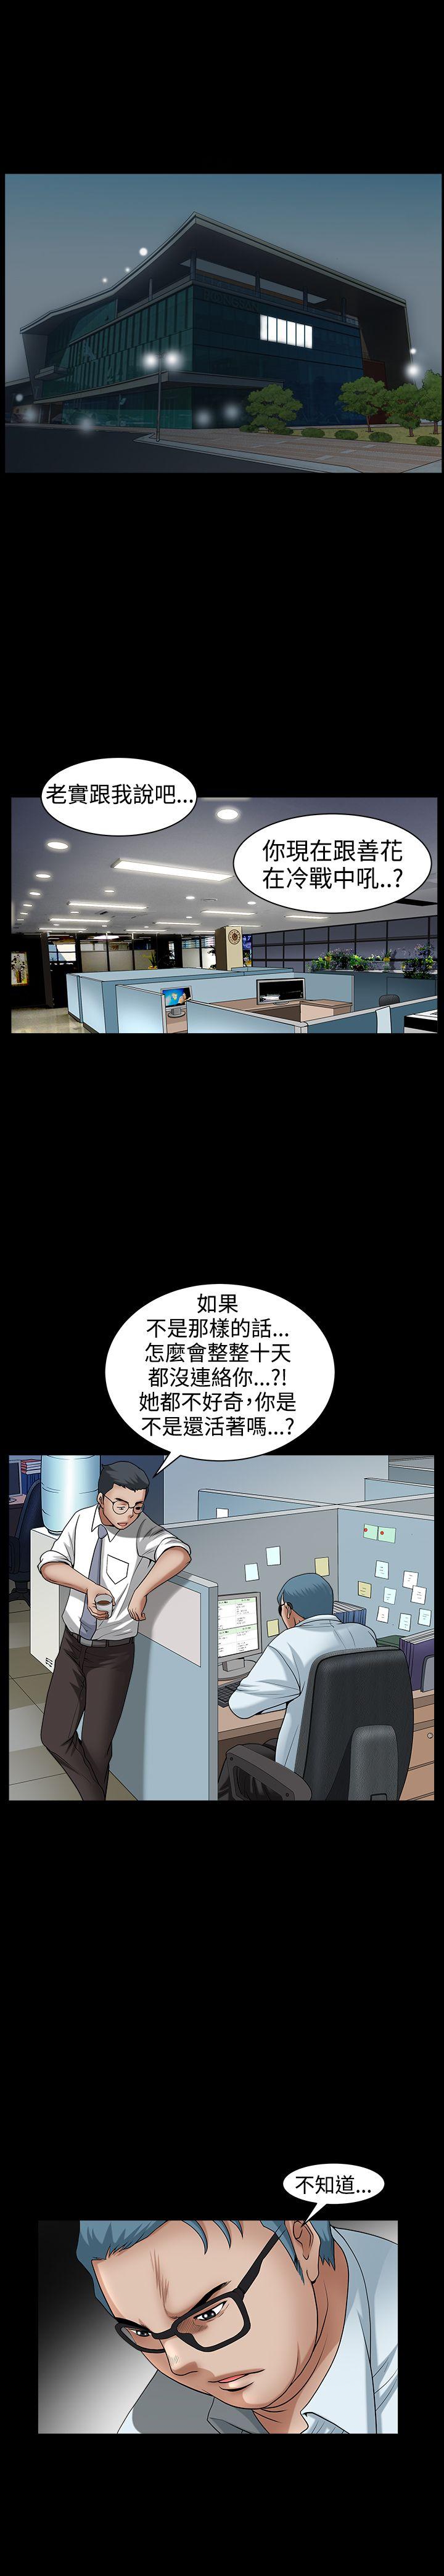 老實跟我說吧...
你現在跟善花
在冷戰中吼..?
如果
不是那樣的話...
怎麼會整整十天
都沒連絡你...?!
她都不好奇,你是
不是還活著嗎...?
不知道...